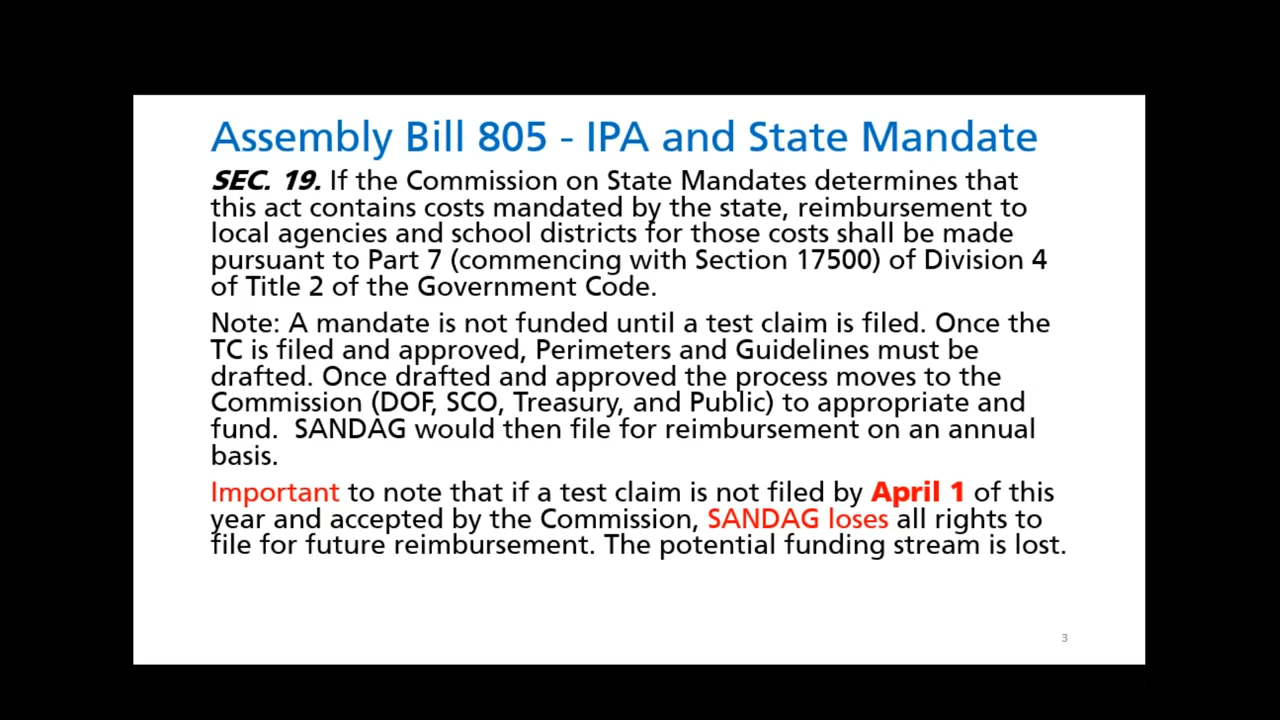 Assembly Bill 805 - IPA and State Mandate
SEC. 19. If the Commission on State Mandates determines that
this act contains costs mandated by the state, reimbursement to
local agencies and school districts for those costs shall be made
pursuant to Part 7 (commencing with Section 17500) of Division 4
of Title 2 of the Government Code.
Note: A mandate is not funded until a test claim is filed. Once the
TC is filed and approved, Perimeters and Guidelines must be
drafted. Once drafted and approved the process moves to the
Commission (DOF, SCO, Treasury, and Public) to appropriate and
fund.  SANDAG would then file for reimbursement on an annual
basis.
Important to note that if a test claim is not filed by April 1 of this
year and accepted by the Commission, SANDAG loses all rights to
file for future reimbursement. The potential funding stream is lost.
3